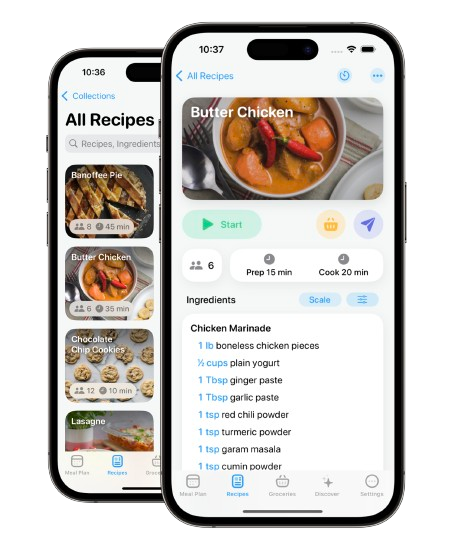 10:36
Collections
All Recipes
Recipes, Ingredients
Banoffee Pie
8 45 min
Butter Chicken
6 35 min
Chocolate
Chip Cookies
12 10 min
Lasagne
Meal Plan
Recipes
10:37
All Recipes
Butter Chicken
Start
6
Prep 15 min
Cook 20 min
Ingredients
Scale
Chicken Marinade
1 lb boneless chicken pieces
½ cups plain yogurt
1 Tbsp ginger paste
1 Tbsp garlic paste
1 tsp red chili powder
1 tsp turmeric powder
1 tsp garam masala
1 tsp cumin powder
Meal Plan
Recipes
Groceries
Discover
Settings